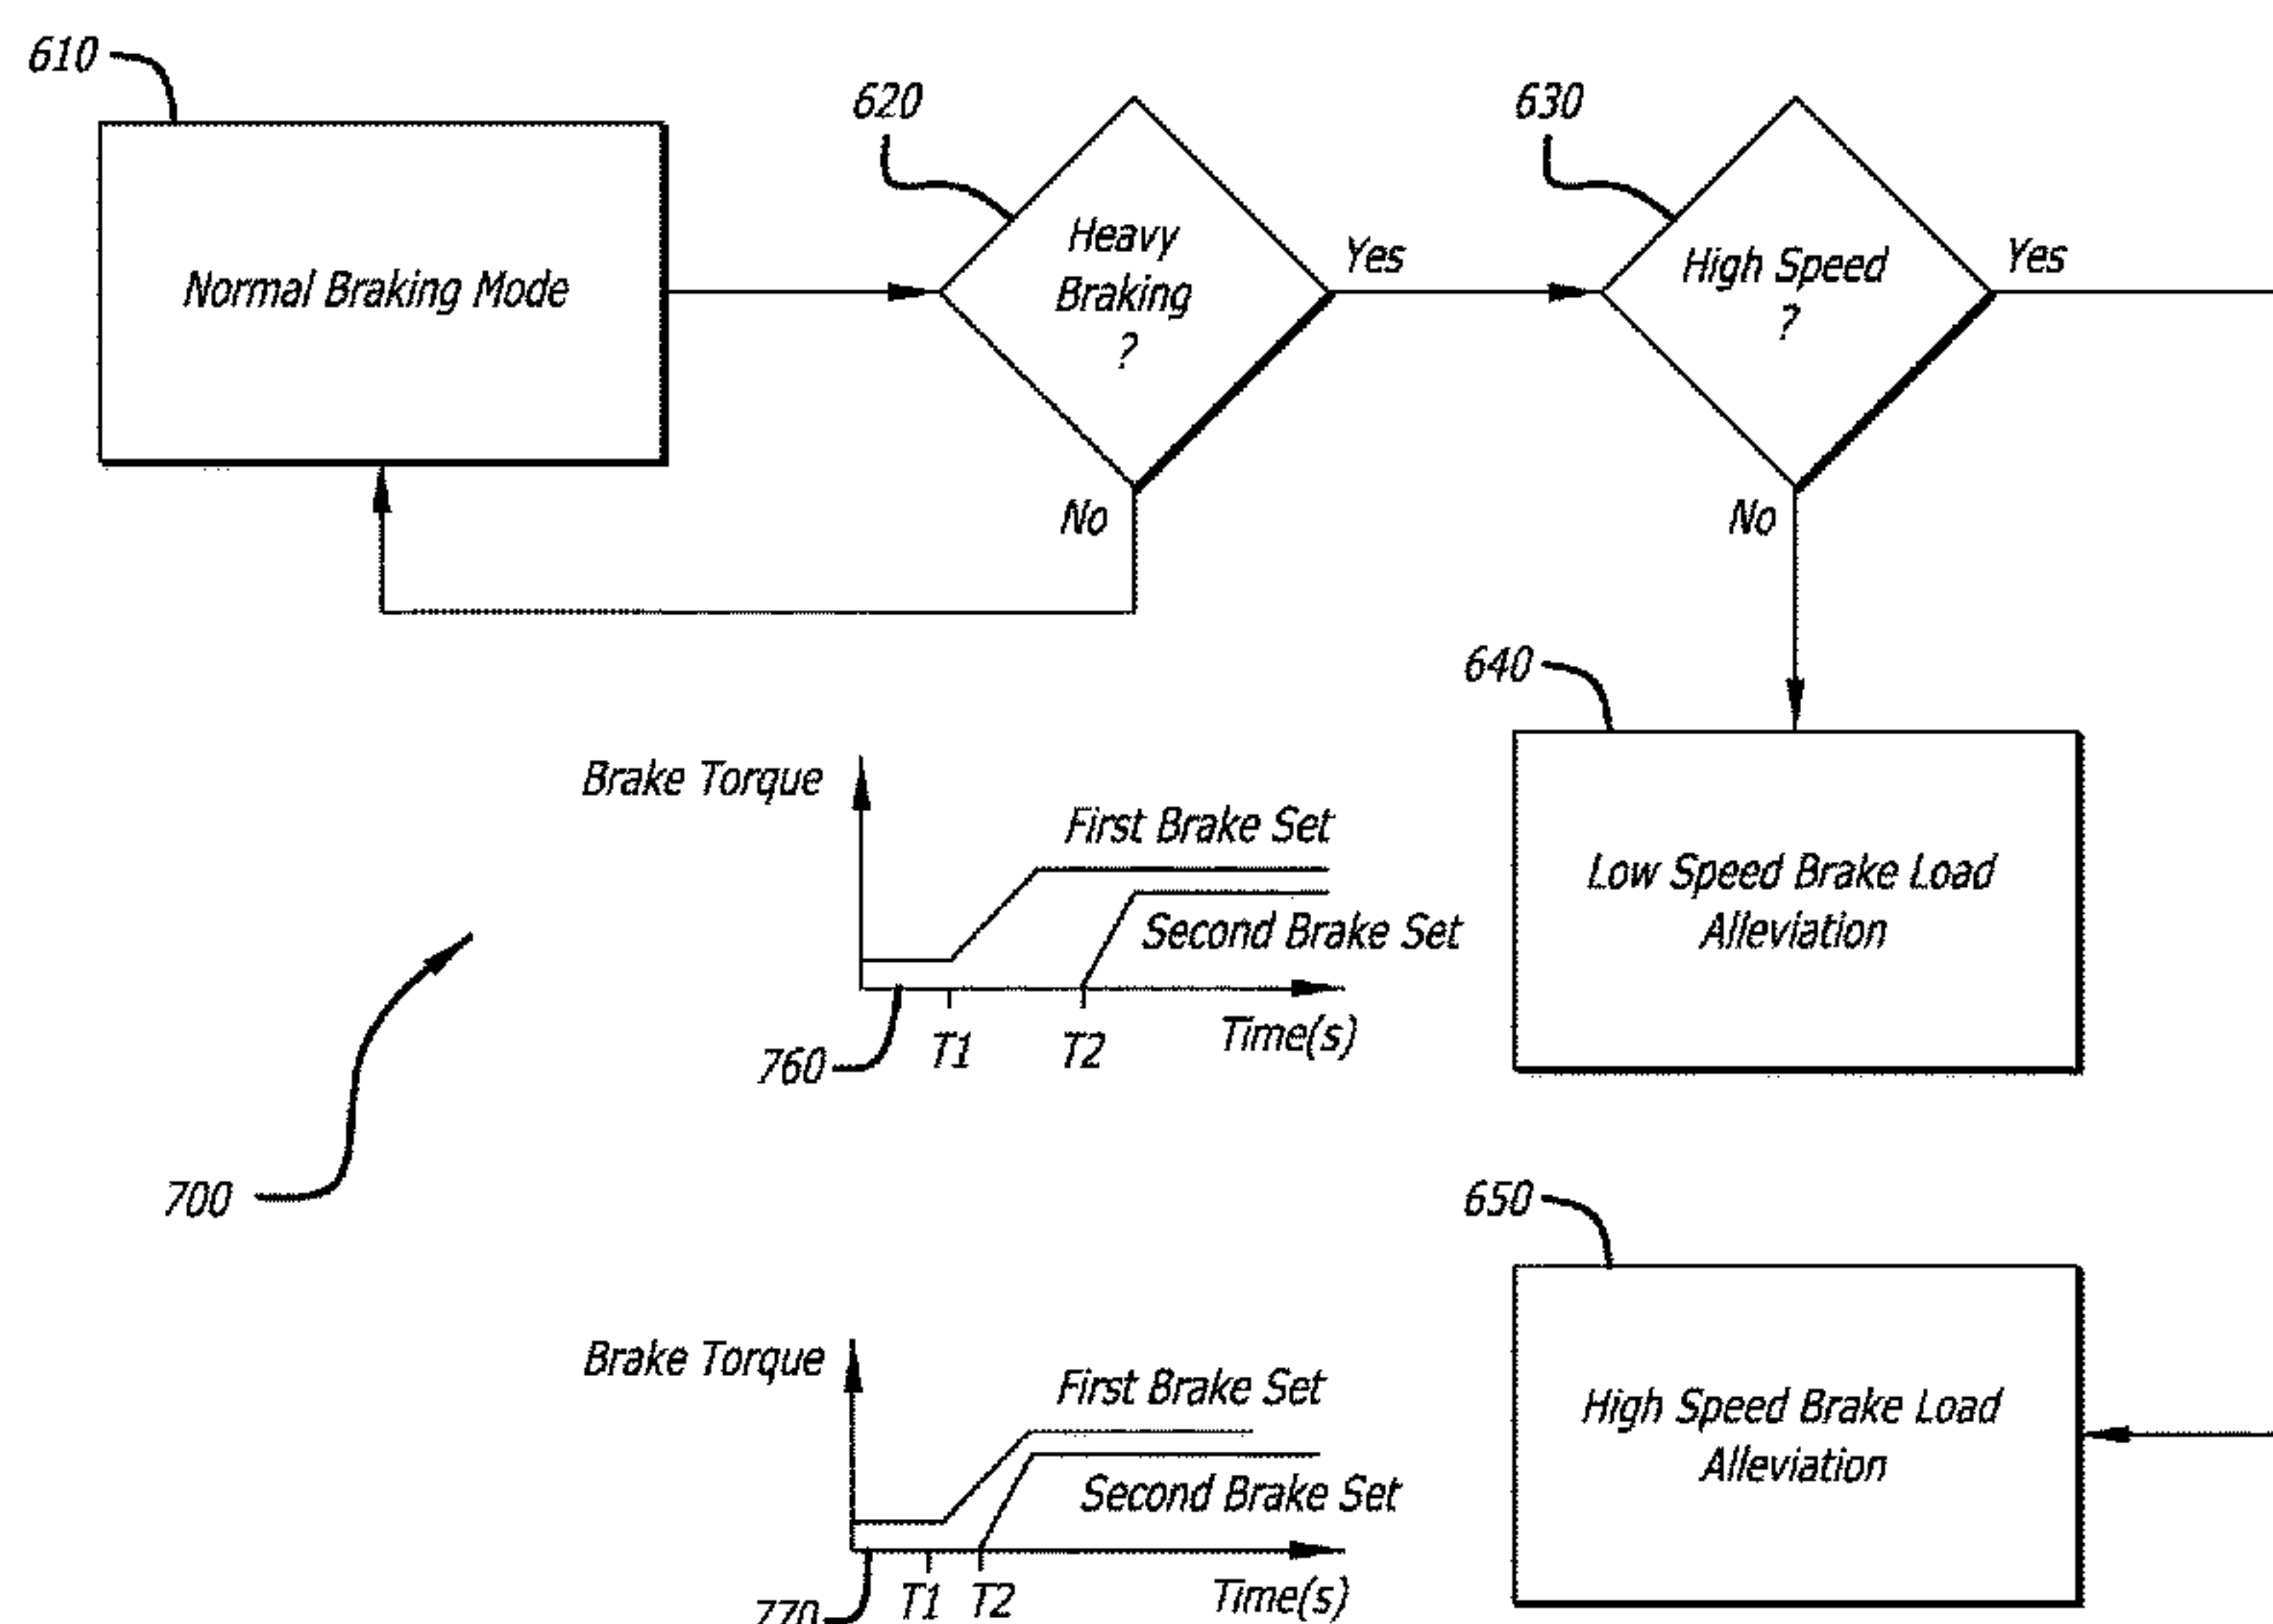 610
620
630
Normal Braking Mode
Heavy
Braking
?
Yes
High Speed
?
Yes
No
No
640
Brake Torque
First Brake Set
Second Brake Set
Low Speed Brake Load
Alleviation
760
T1
T2
Time(s)
700
650
Brake Torque
First Brake Set
Second Brake Set
High Speed Brake Load
Alleviation
770
T1
T2
Time(s)